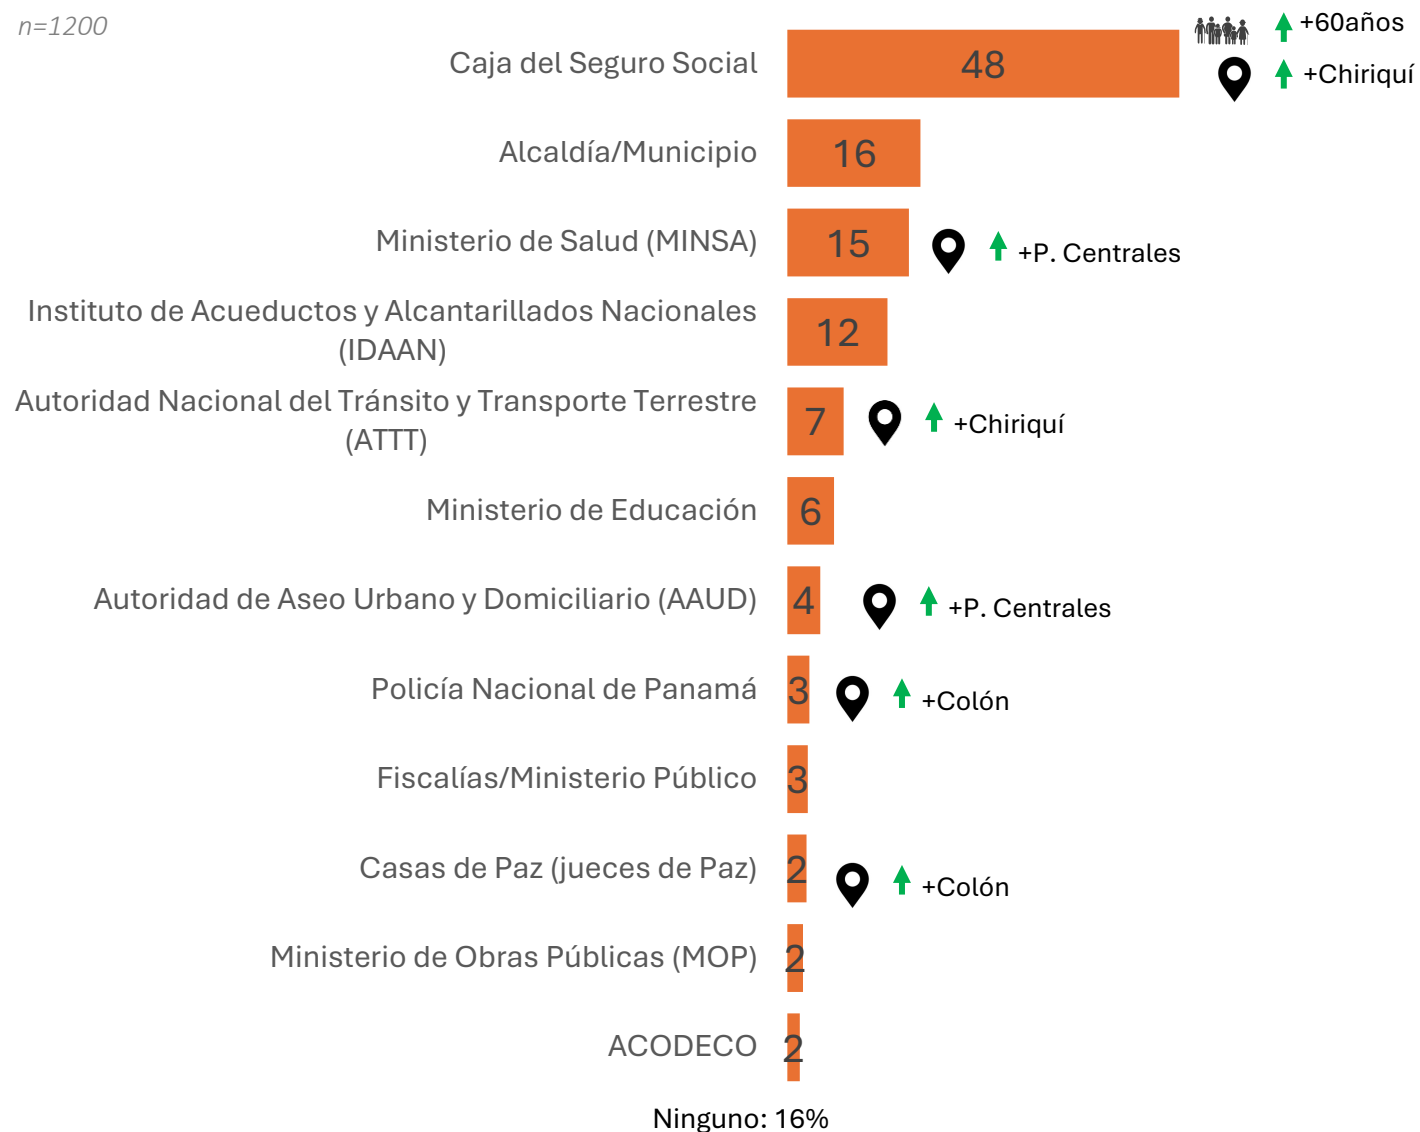 n=1200
Caja del Seguro Social
48
+60años
+Chiriquí
Alcaldía/Municipio
16
Ministerio de Salud (MINSA)
15
+P. Centrales
Instituto de Acueductos y Alcantarillados Nacionales
(IDAAN)
12
Autoridad Nacional del Tránsito y Transporte Terrestre
(ATTT)
7
+Chiriquí
Ministerio de Educación
6
Autoridad de Aseo Urbano y Domiciliario (AAUD)
4
+P. Centrales
Policía Nacional de Panamá
3
+Colón
Fiscalías/Ministerio Público
3
Casas de Paz (jueces de Paz)
2
+Colón
Ministerio de Obras Públicas (MOP)
2
ACODECO
2
Ninguno: 16%